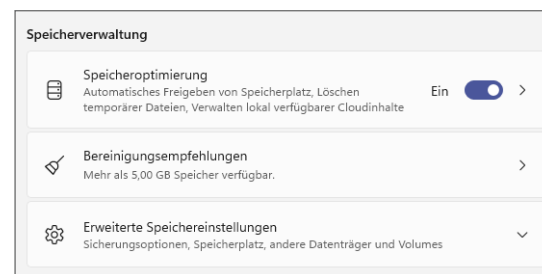 Speicherverwaltung
Speicheroptimierung
Automatisches Freigeben von Speicherplatz, Löschen
temporärer Dateien, Verwalten lokal verfügbarer Cloudinhalte
Ein
Bereinigungsempfehlungen
Mehr als 5,00 GB Speicher verfügbar.
Erweiterte Speichereinstellungen
Sicherungsoptionen, Speicherplatz, andere Datenträger und Volumes